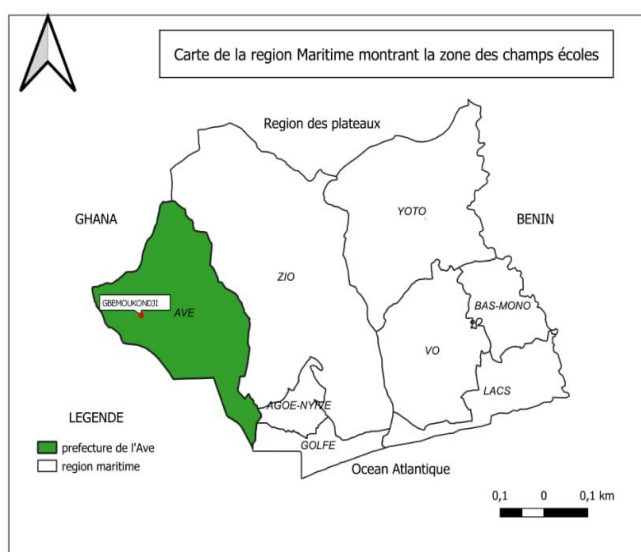 Carte de la region Maritime montrant la zone des champs écoles
Region des plateaux
GHANA
YOTO
BENIN
ZIO
GBEMOUKONDJI
AVE
BAS-MONO
VO
LACS
AGOE-NYIVE
LEGENDE
GOLFE
prefecture de l'Ave
region maritime
Ocean Atlantique
0,1 0 0,1 km